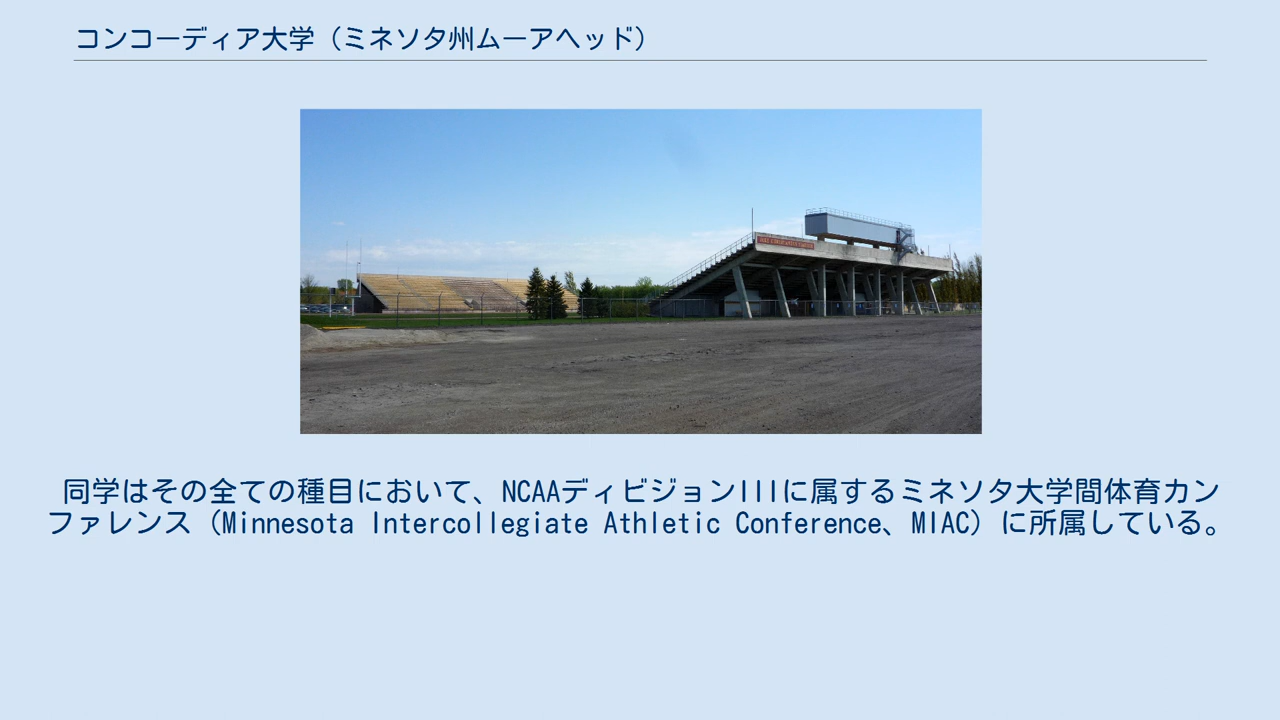 コンコーディア大学（ミネソタ州ムーアヘッド）
同学はその全ての種目において、NCAAディビジョンIIIに属するミネソタ大学間体育カン
ファレンス（Minnesota Intercollegiate Athletic Conference、MIAC）に所属している。